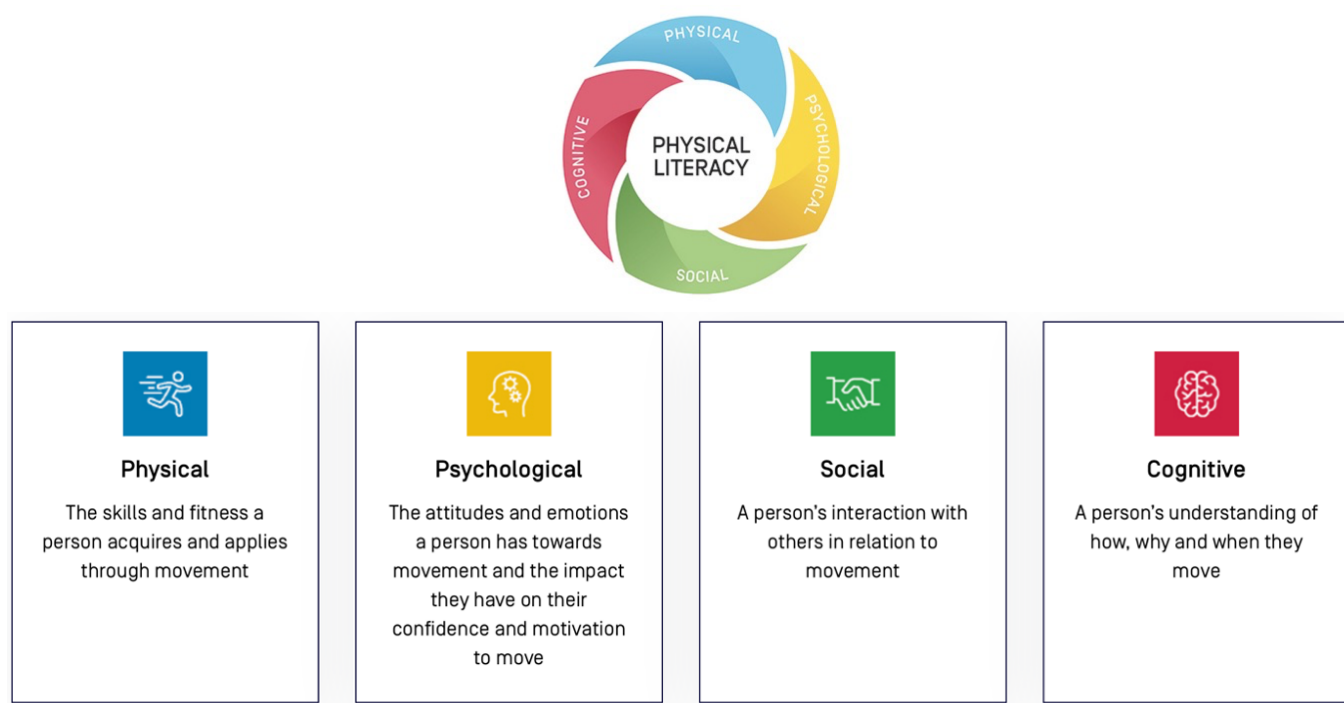 PHYSICAL
PSYCHOLOGICAL
COGNITIVE
PHYSICAL
LITERACY
SOCIAL
Physical
The skills and fitness a
person acquires and applies
through movement
Psychological
The attitudes and emotions
a person has towards
movement and the impact
they have on their
confidence and motivation
to move
Social
A person's interaction with
others in relation to
movement
Cognitive
A person's understanding of
how, why and when they
move